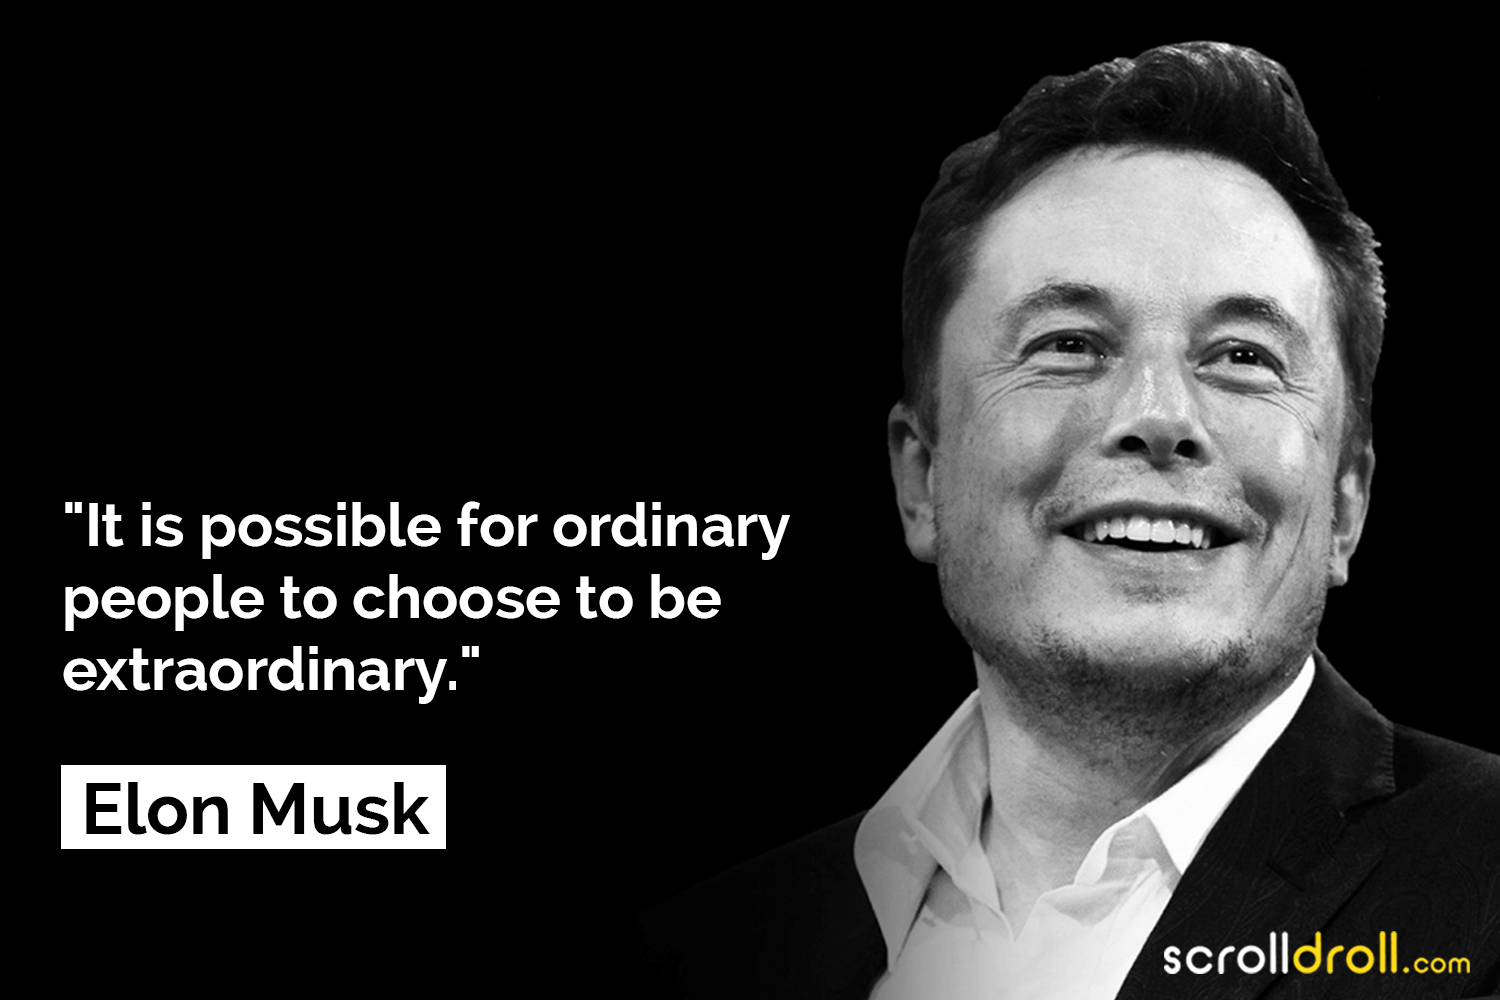 "It is possible for ordinary
people to choose to be
extraordinary."
Elon Musk
scrolldroll.com